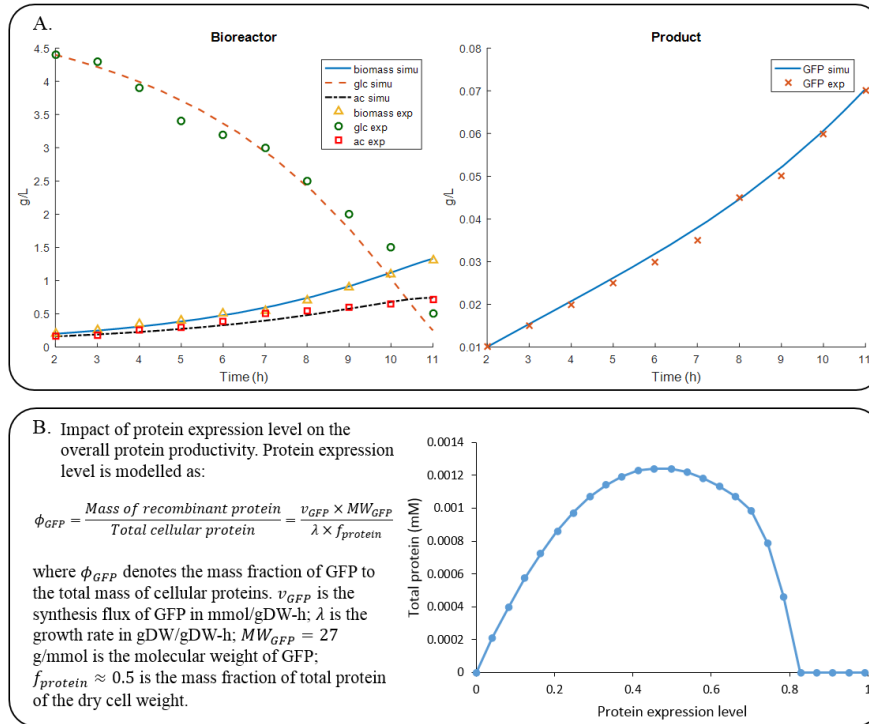 A.
Bioreactor
4.5
4
3.5
3
2.5
2
1.5
1
0.5
0
g/L
2 3 4 5 6 7 8 9 10 11
Time (h)
biomass simu
glc simu
ac simu
biomass exp
glc exp
ac exp
Product
0.08
0.07
0.06
0.05
0.04
0.03
0.02
0.01
g/L
2 3 4 5 6 7 8 9 10 11
Time (h)
GFP simu
GFP exp
B. Impact of protein expression level on the
overall protein productivity. Protein expression
level is modelled as:
𝜙_GFP = Mass of recombinant protein / Total cellular protein = v_GFP × MW_GFP / λ × f_protein
where 𝜙_GFP denotes the mass fraction of GFP to
the total mass of cellular proteins. v_GFP is the
synthesis flux of GFP in mmol/gDW-h; λ is the
growth rate in gDW/gDW-h; MW_GFP = 27
g/mmol is the molecular weight of GFP;
f_protein ≈ 0.5 is the mass fraction of total protein
of the dry cell weight.
0.0014
0.0012
0.001
0.0008
0.0006
0.0004
0.0002
0
Total protein (mM)
0 0.2 0.4 0.6 0.8 1
Protein expression level